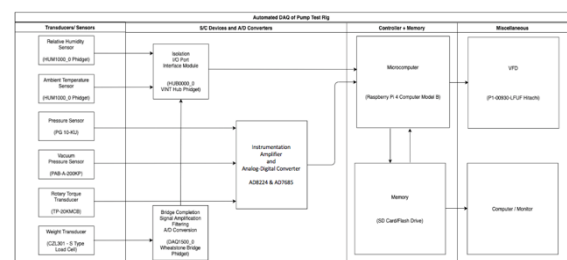 Automated DAQ of Pump Test Rig
Transducers/ Sensors
S/C Devices and A/D Converters
Controller + Memory
Miscellaneous
Relative Humidity
Sensor
(HUM1000_0 Phidget)
Ambient Temperature
Sensor
(HUM1000_0 Phidget)
Pressure Sensor
(PG 10-KU)
Vacuum
Pressure Sensor
(PAB-A-200KP)
Rotary Torque
Transducer
(TP-20KMCB)
Weight Transducer
(CZL301 - S Type
Load Cell)
Isolation
I/O Port
Interface Module
(HUB0000_0
VINT Hub Phidget)
Bridge Completion
Signal Amplification
Filtering
A/D Conversion
(DAQ1500_0
Wheatstone Bridge
Phidget)
Instrumentation
Amplifier
and
Analog-Digital Converter
AD8224 & AD7685
Microcomputer
(Raspberry Pi 4 Computer Model B)
Memory
(SD Card/Flash Drive)
VFD
(P1-00930-LFUF Hitachi)
Computer / Monitor